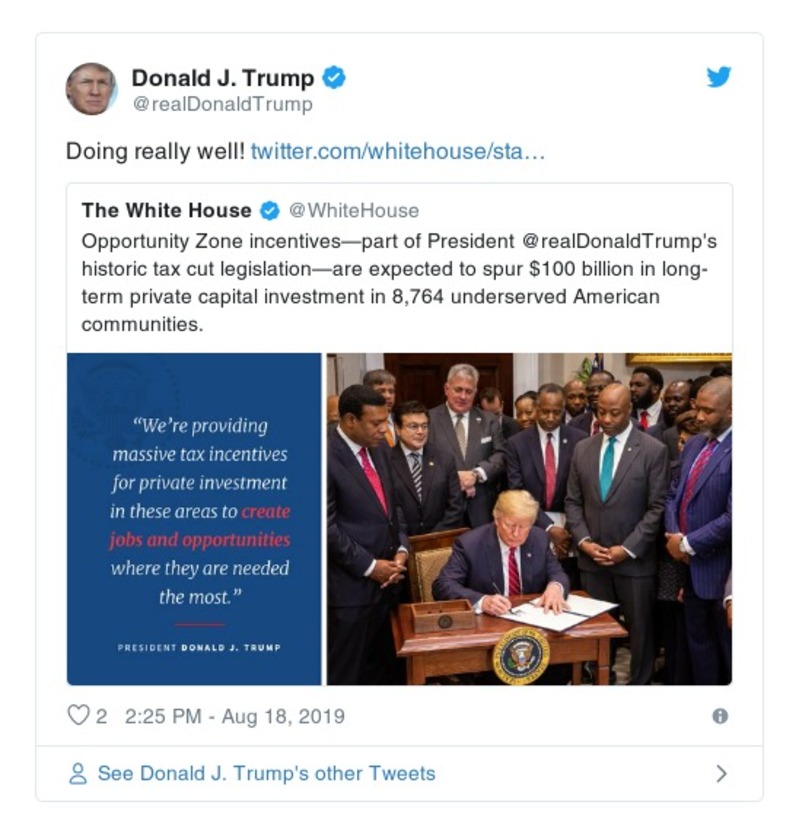 Donald J. Trump
@realDonaldTrump
Doing really well! twitter.com/whitehouse/sta…
The White House @WhiteHouse
Opportunity Zone incentives—part of President @realDonaldTrump's
historic tax cut legislation—are expected to spur $100 billion in long-
term private capital investment in 8,764 underserved American
communities.
“We’re providing
massive tax incentives
for private investment
in these areas to create
jobs and opportunities
where they are needed
the most.”
PRESIDENT DONALD J. TRUMP
2 2:25 PM - Aug 18, 2019
See Donald J. Trump's other Tweets